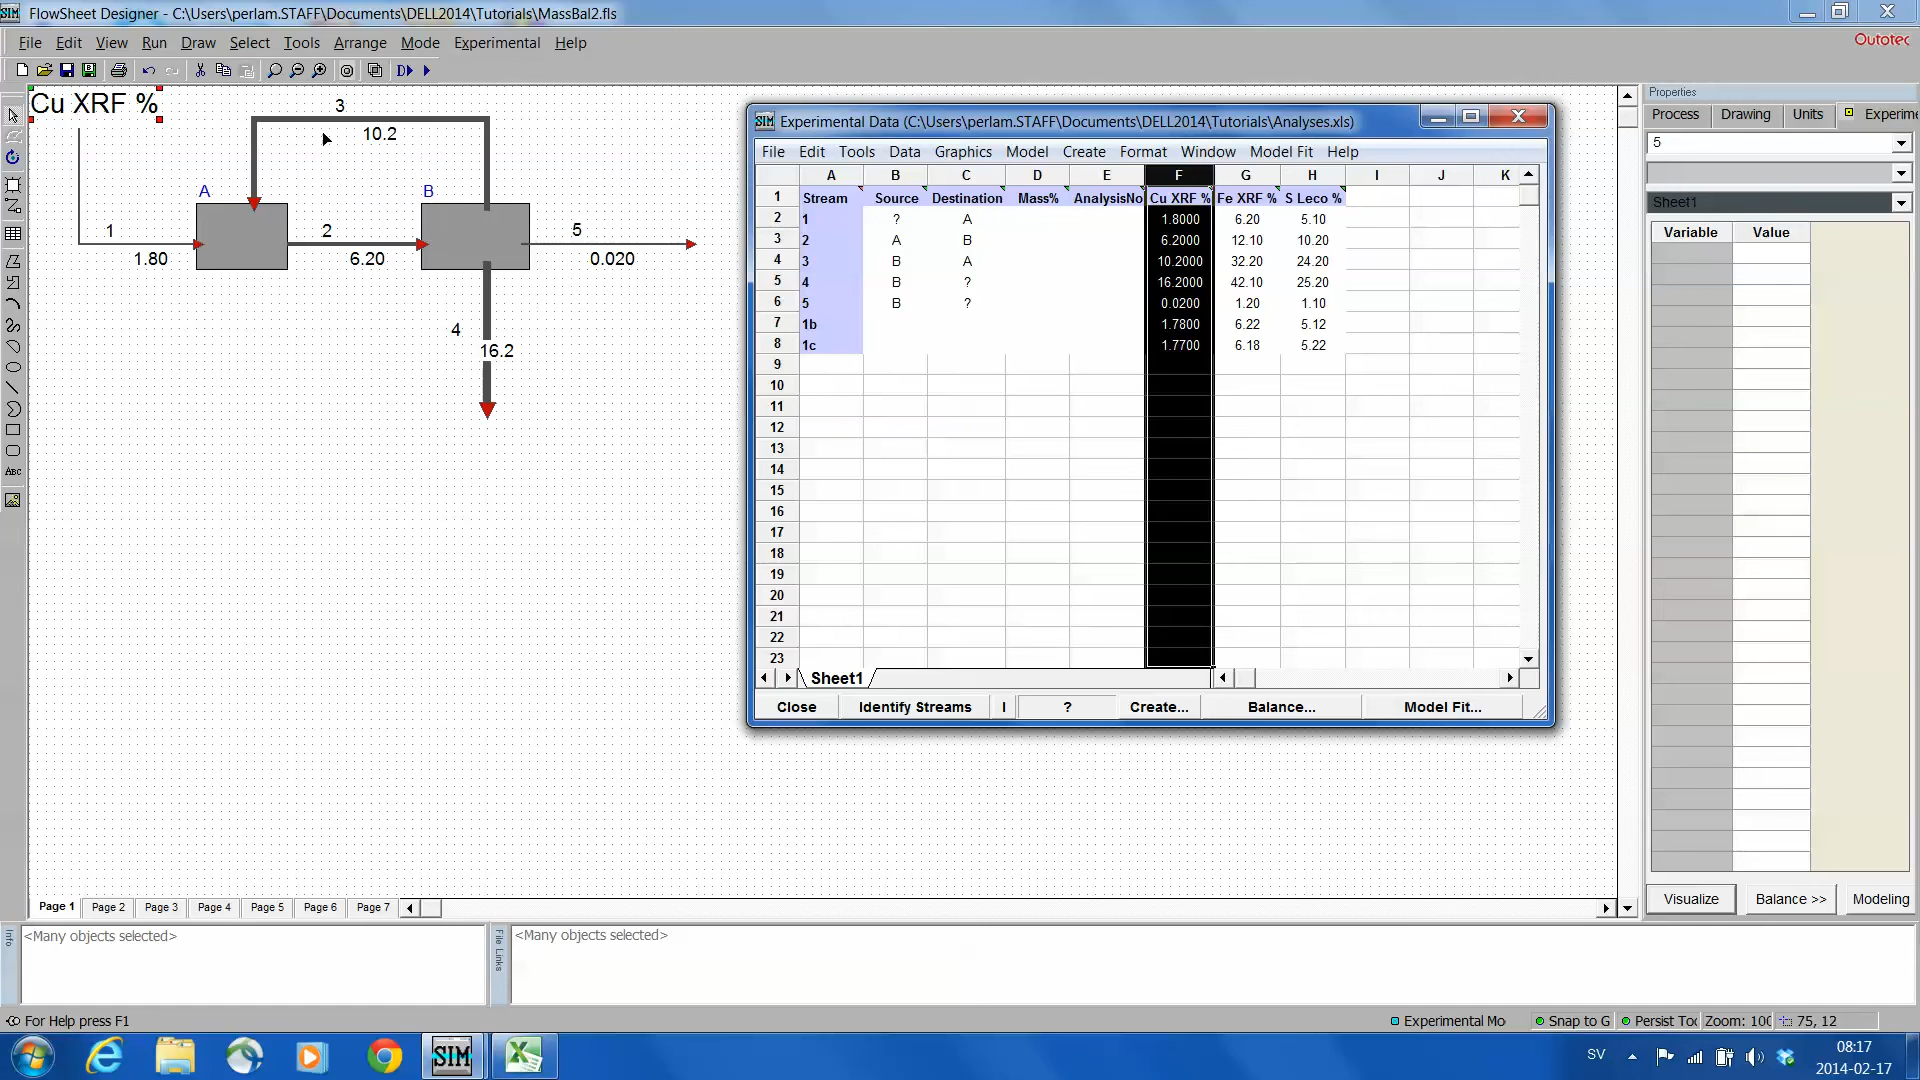 FlowSheet Designer - C:\Users\perlam.STAFF\Documents\DELL2014\Tutorials\MassBal2.fls
File Edit View Run Draw Select Tools Arrange Mode Experimental Help
Outotec
Cu XRF %
3
10.2
A
B
1
2
5
1.80
6.20
0.020
4
16.2
Experimental Data (C:\Users\perlam.STAFF\Documents\DELL2014\Tutorials\Analyses.xls)
File Edit Tools Data Graphics Model Create Format Window Model Fit Help
A B C D E F G H I J K
1 Stream Source Destination Mass% AnalysisNo Cu XRF % Fe XRF % S Leco %
2 1 ? A 1.8000 6.20 5.10
3 2 A B 6.2000 12.10 10.20
4 3 B A 10.2000 32.20 24.20
5 4 B ? 16.2000 42.10 25.20
6 5 B ? 0.0200 1.20 1.10
7 1b 1.7800 6.22 5.12
8 1c 1.7700 6.18 5.22
9
10
11
12
13
14
15
16
17
18
19
20
21
22
23
Sheet1
Close Identify Streams I ? Create... Balance... Model Fit...
Properties
Process Drawing Units Experime
5
Sheet1
Variable Value
Visualize Balance >> Modeling
Page 1 Page 2 Page 3 Page 4 Page 5 Page 6 Page 7
Info
<Many objects selected>
File Links
<Many objects selected>
For Help press F1
Experimental Mo Snap to G Persist Too Zoom: 100 75, 12
SIM
SV
08:17
2014-02-17